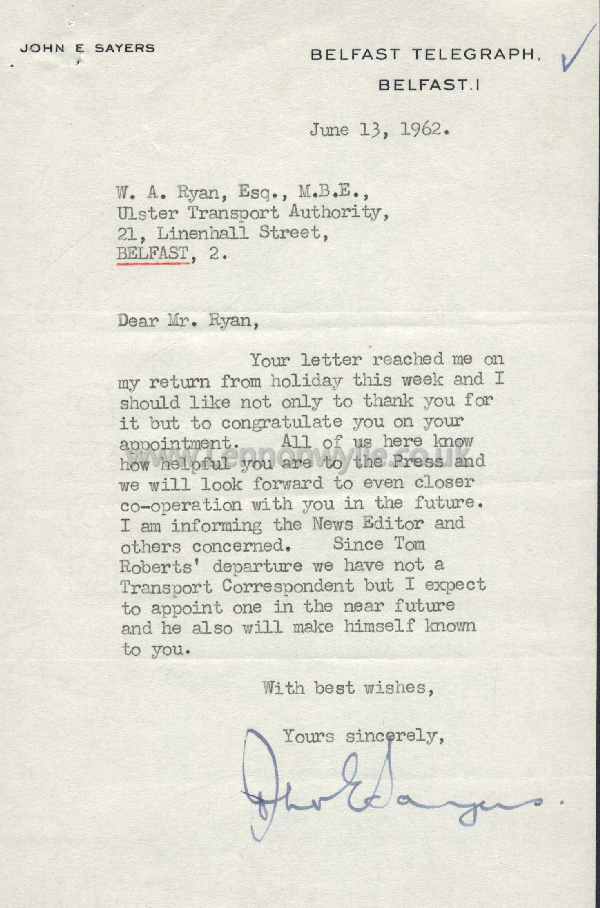 JOHN E SAYERS
BELFAST TELEGRAPH,
BELFAST.1
June 13, 1962.
W. A. Ryan, Esq., M.B.E.,
Ulster Transport Authority,
21, Linenhall Street,
BELFAST, 2.
Dear Mr. Ryan,
Your letter reached me on
my return from holiday this week and I
should like not only to thank you for
it but to congratulate you on your
appointment. All of us here know
www.Lennonwylie.co.uk
how helpful you are to the Press and
we will look forward to even closer
co-operation with you in the future.
I am informing the News Editor and
others concerned. Since Tom
Roberts' departure we have not a
Transport Correspondent but I expect
to appoint one in the near future
and he also will make himself known
to you.
With best wishes,
Yours sincerely,
John E Sayers.